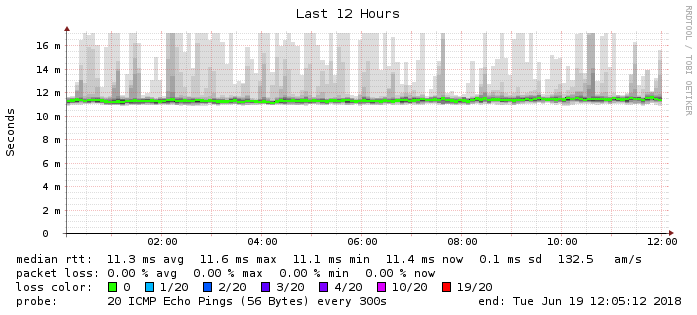 Last 12 Hours
RRDTOOL / TOBI OETIKER
Seconds
16 m
14 m
12 m
10 m
8 m
6 m
4 m
2 m
0
02:00 04:00 06:00 08:00 10:00 12:00
median rtt: 11.3 ms avg 11.6 ms max 11.1 ms min 11.4 ms now 0.1 ms sd 132.5 am/s
packet loss: 0.00 % avg 0.00 % max 0.00 % min 0.00 % now
loss color: 0 1/20 2/20 3/20 4/20 10/20 19/20
probe: 20 ICMP Echo Pings (56 Bytes) every 300s end: Tue Jun 19 12:05:12 2018